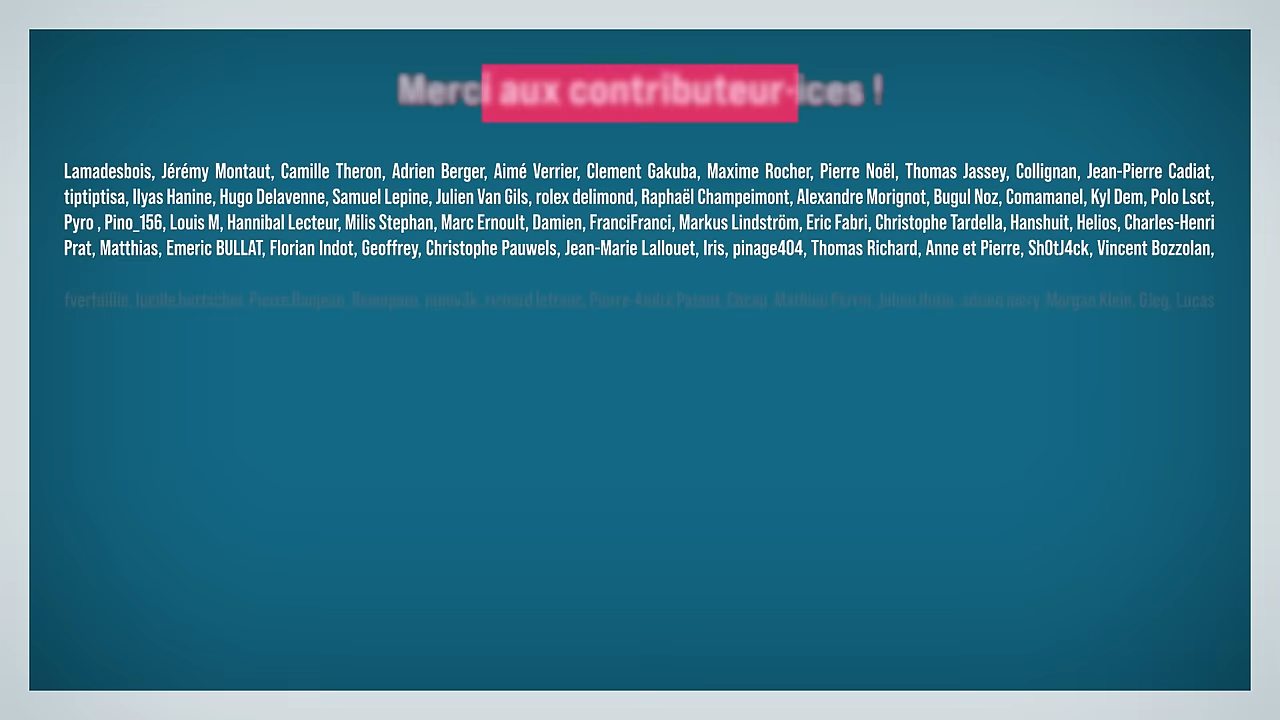 Merci aux contributeur·ices !
Lamadesbois, Jérémy Montaut, Camille Theron, Adrien Berger, Aimé Verrier, Clement Gakuba, Maxime Rocher, Pierre Noël, Thomas Jassey, Collignan, Jean-Pierre Cadiat,
tiptiptisa, Ilyas Hanine, Hugo Delavenne, Samuel Lepine, Julien Van Gils, rolex delimond, Raphaël Champeimont, Alexandre Morignot, Bugul Noz, Comamanel, Kyl Dem, Polo Lsct,
Pyro , Pino_156, Louis M, Hannibal Lecteur, Milis Stephan, Marc Ernoult, Damien, FranciFranci, Markus Lindström, Eric Fabri, Christophe Tardella, Hanshuit, Helios, Charles-Henri
Prat, Matthias, Emeric BULLAT, Florian Indot, Geoffrey, Christophe Pauwels, Jean-Marie Lallouet, Iris, pinage404, Thomas Richard, Anne et Pierre, Sh0tJ4ck, Vincent Bozzolan,
Morgan Klein, Lucas